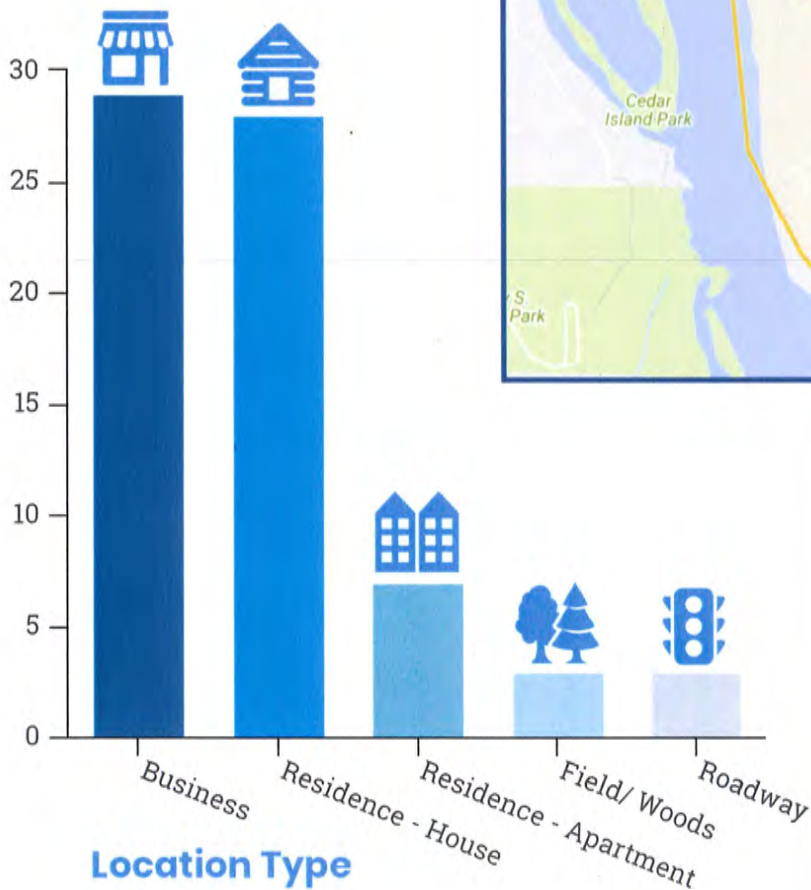 30
25
20
15
10
5
0
Business
Residence - House
Residence - Apartment
Field/ Woods
Roadway
Location Type
Cedar
Island Park
S.
Park